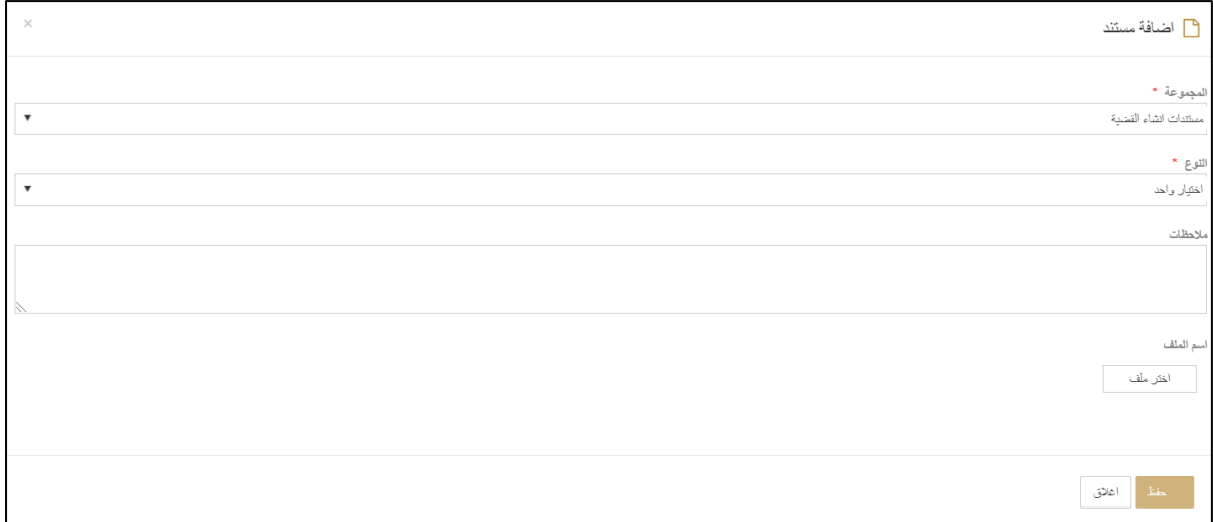 اضافة مستند
×
المجموعة *
مستندات انشاء القضية
النوع *
اختيار واحد
ملاحظات
اسم الملف
اختر ملف
حفظ
اغلاق